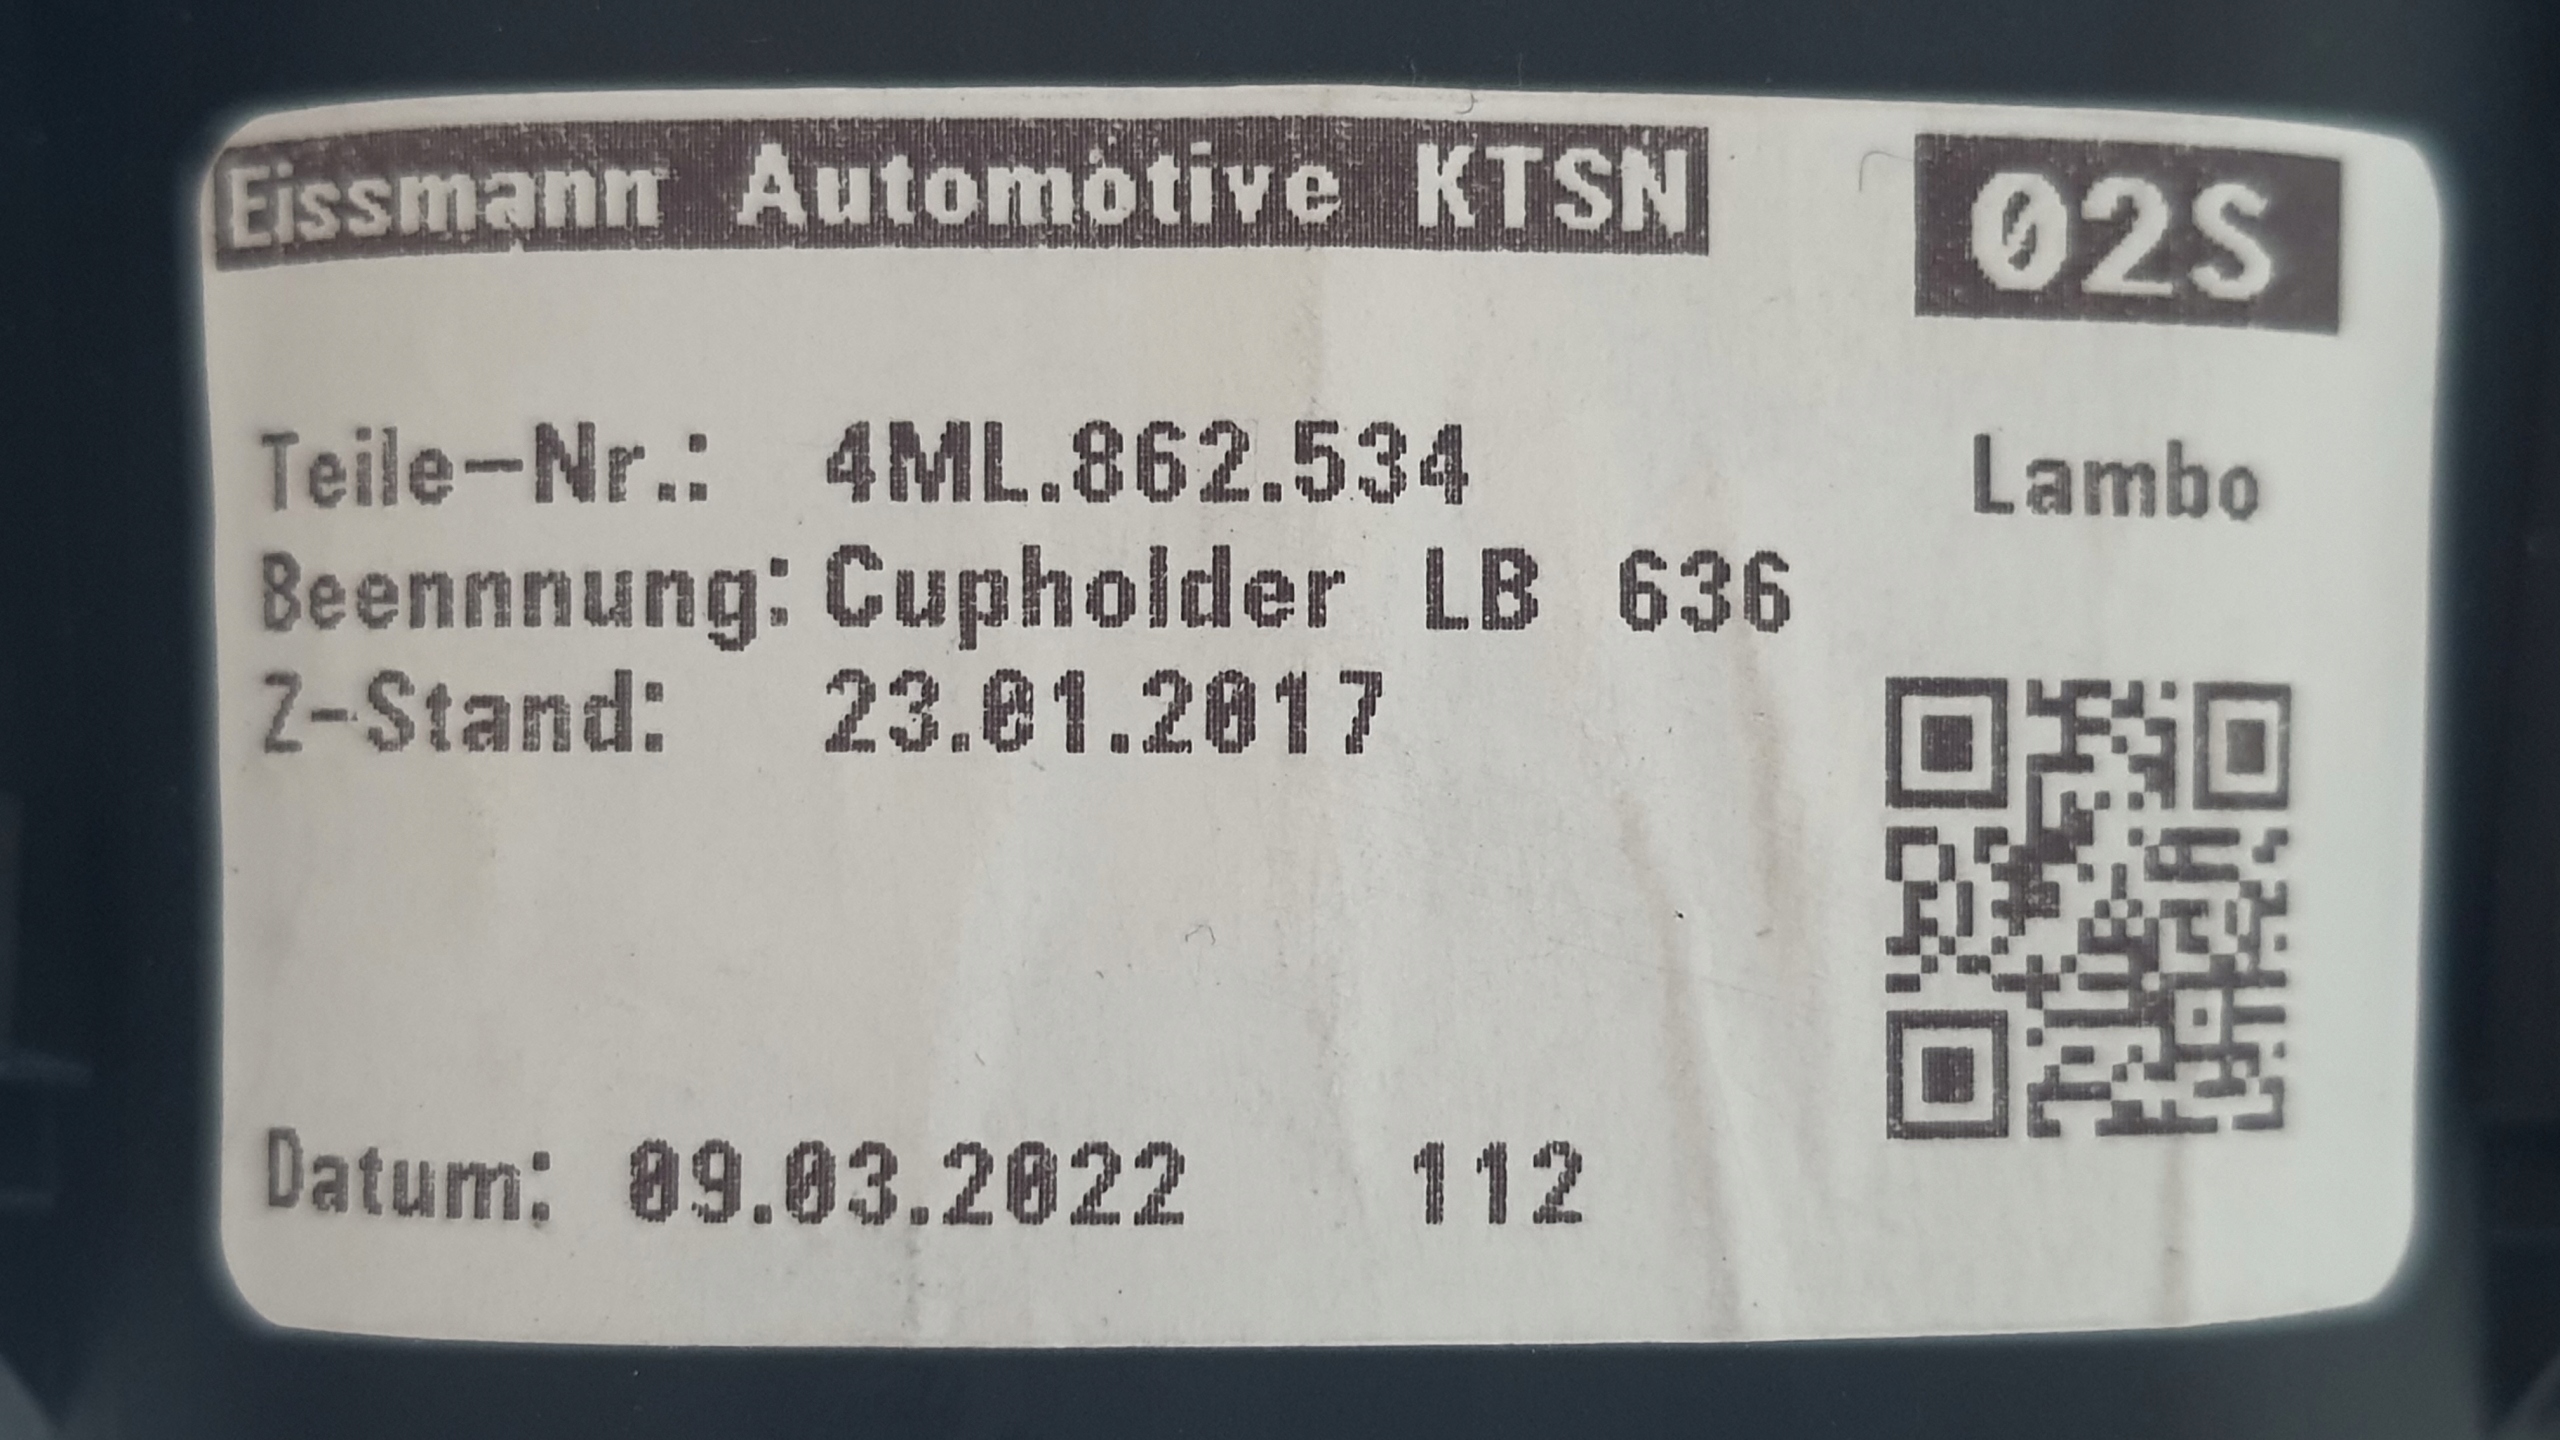 Eissmann Automotive KTSN 02S
Teile-Nr.: 4ML.862.534 Lambo
Beennnung: Cupholder LB 636
Z-Stand: 23.01.2017
Datum: 09.03.2022 112